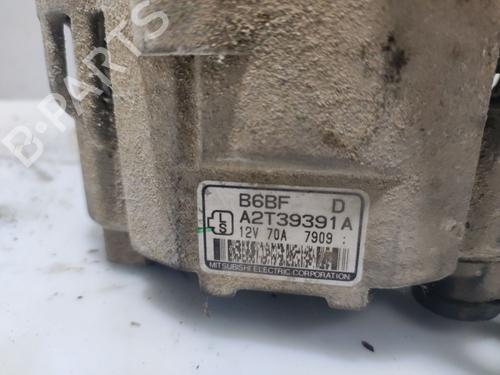 B-PARTS
B6BF D
A2T39391A
S
12V 70A 7909 :
MITSUBISHI ELECTRIC CORPORATION